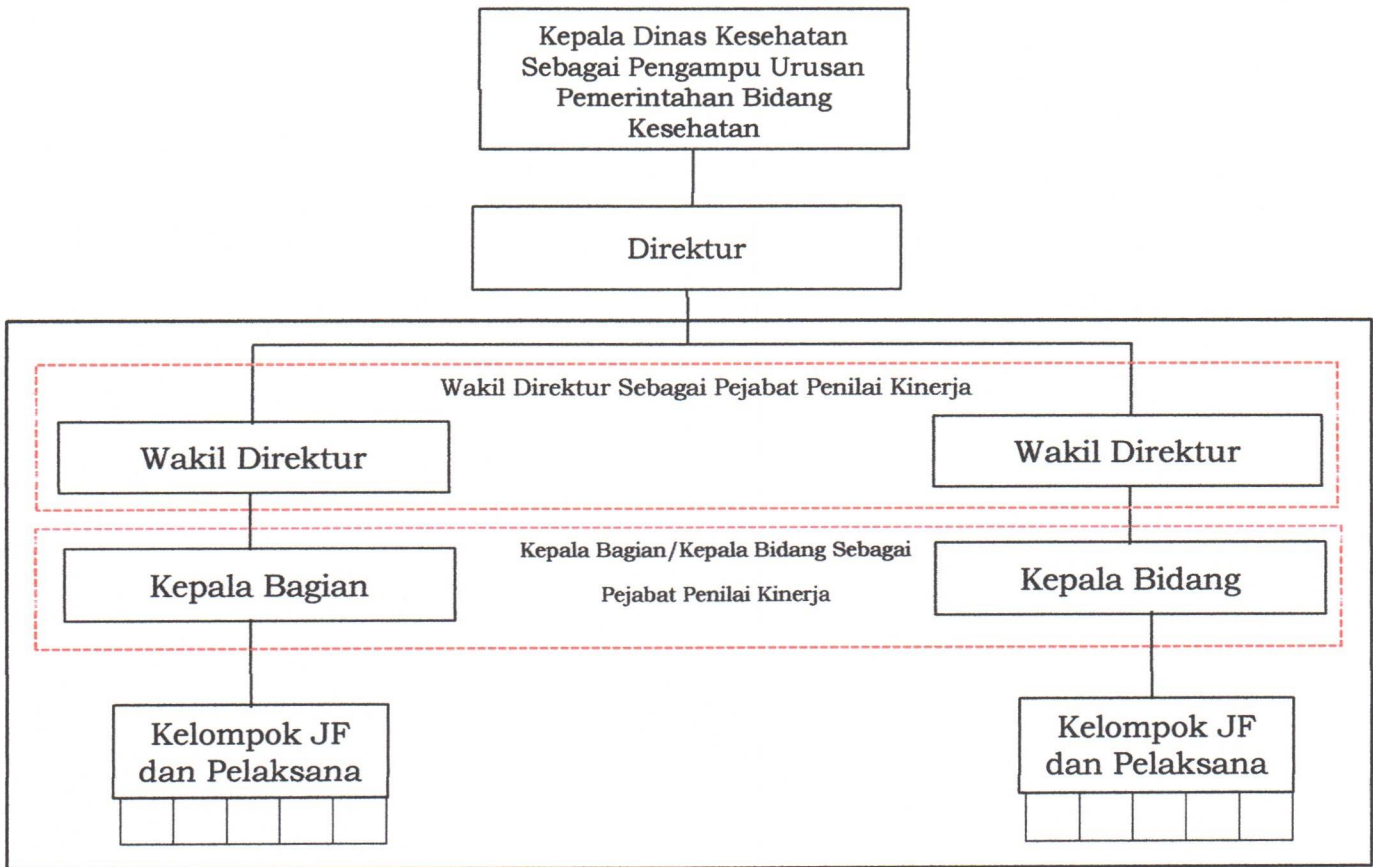 Kepala Dinas Kesehatan
Sebagai Pengampu Urusan
Pemerintahan Bidang
Kesehatan
Direktur
Wakil Direktur Sebagai Pejabat Penilai Kinerja
Wakil Direktur
Wakil Direktur
Kepala Bagian/Kepala Bidang Sebagai
Pejabat Penilai Kinerja
Kepala Bagian
Kepala Bidang
Kelompok JF
dan Pelaksana
Kelompok JF
dan Pelaksana